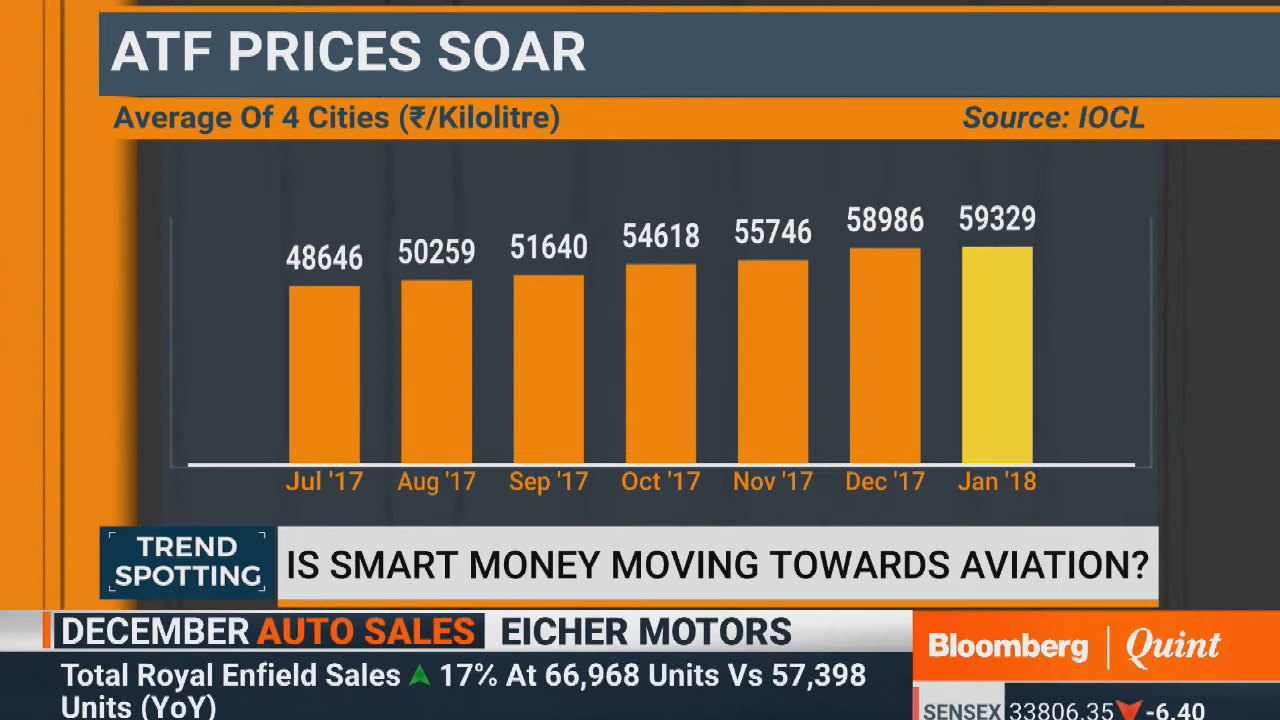 ATF PRICES SOAR
Average Of 4 Cities (₹/Kilolitre) Source: IOCL
48646 50259 51640 54618 55746 58986 59329
Jul '17 Aug '17 Sep '17 Oct '17 Nov '17 Dec '17 Jan '18
TREND
SPOTTING
IS SMART MONEY MOVING TOWARDS AVIATION?
DECEMBER AUTO SALES EICHER MOTORS
Total Royal Enfield Sales ▲ 17% At 66,968 Units Vs 57,398
Units (YoY)
Bloomberg | Quint
SENSEX 33806.35 ▼ -6.40